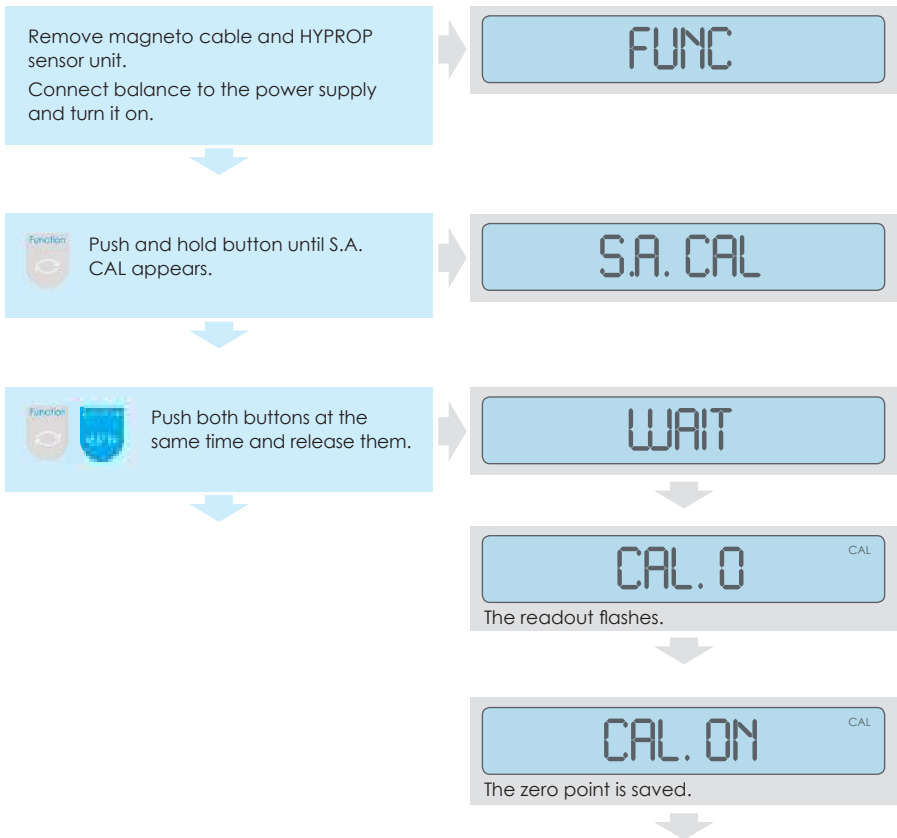 Remove magneto cable and HYPROP
sensor unit.
Connect balance to the power supply
and turn it on.
FUNC
Function
Push and hold button until S.A.
CAL appears.
S.A. CAL
Function
Push both buttons at the
same time and release them.
WAIT
CAL. 0
CAL
The readout flashes.
CAL. ON
CAL
The zero point is saved.